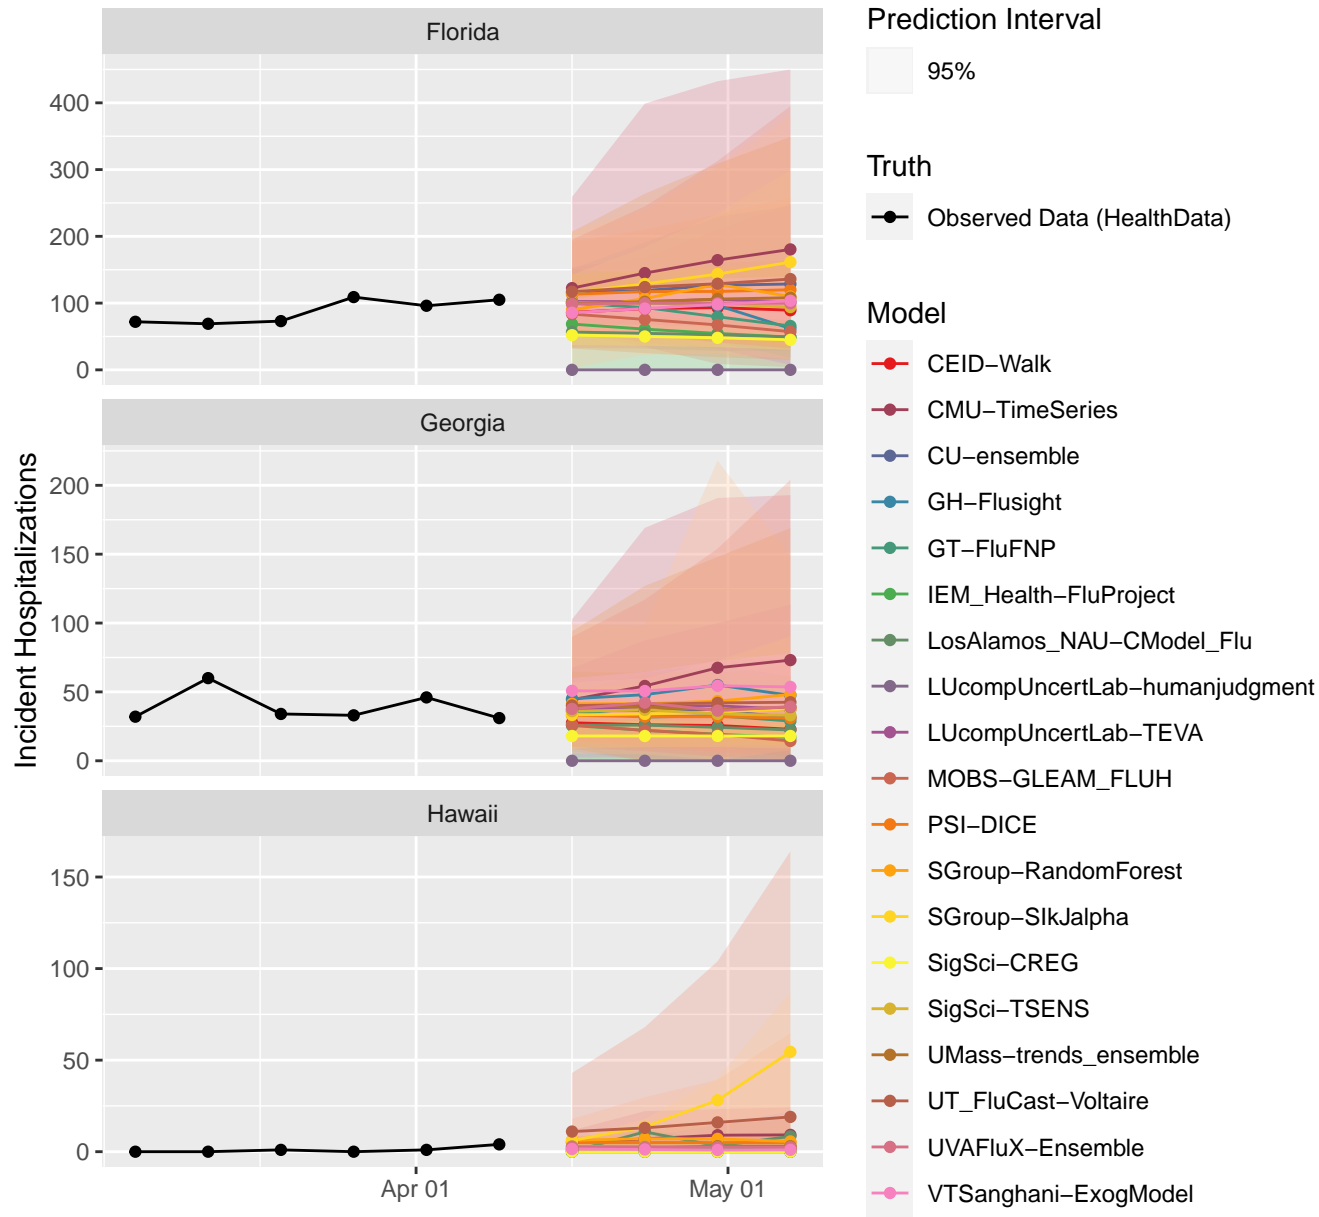 Florida
400
300
200
100
0
Georgia
200
150
100
50
0
Hawaii
150
100
50
0
Apr 01
May 01
Incident Hospitalizations
Prediction Interval
95%
Truth
Observed Data (HealthData)
Model
CEID−Walk
CMU−TimeSeries
CU−ensemble
GH−Flusight
GT−FluFNP
IEM_Health−FluProject
LosAlamos_NAU−CModel_Flu
LUcompUncertLab−humanjudgment
LUcompUncertLab−TEVA
MOBS−GLEAM_FLUH
PSI−DICE
SGroup−RandomForest
SGroup−SIkJalpha
SigSci−CREG
SigSci−TSENS
UMass−trends_ensemble
UT_FluCast−Voltaire
UVAFluX−Ensemble
VTSanghani−ExogModel